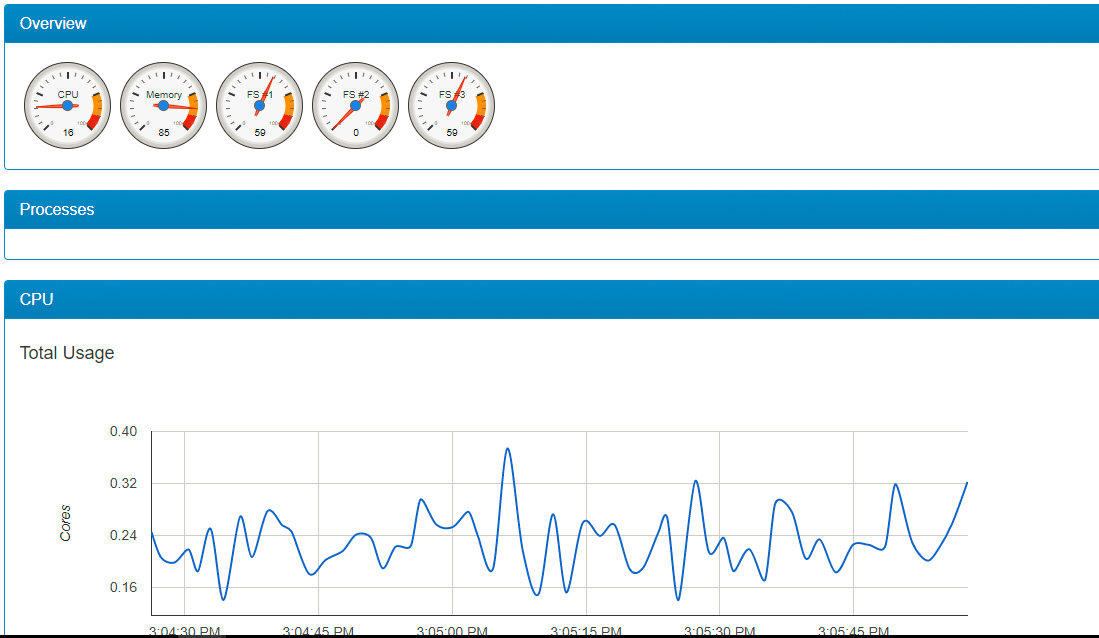 Overview
CPU Memory FS #1 FS #2 FS #3
0 100 0 100 0 100 0 100 0 100
16 85 59 0 59
Processes
CPU
Total Usage
0.40
0.32
0.24
0.16
Cores
3:04:30 PM 3:04:45 PM 3:05:00 PM 3:05:15 PM 3:05:30 PM 3:05:45 PM